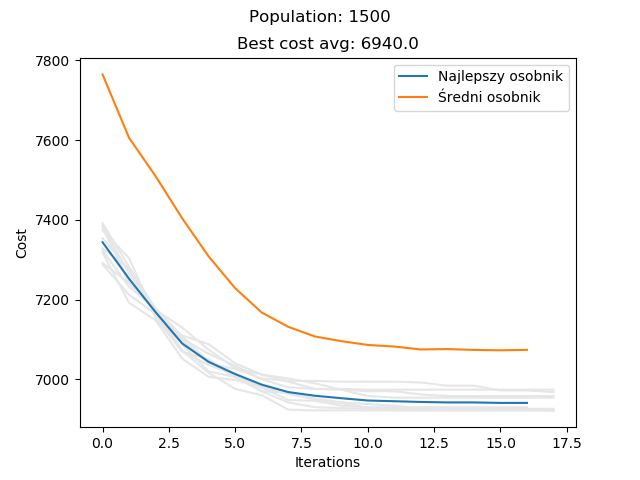 Population: 1500
Best cost avg: 6940.0
Najlepszy osobnik
Średni osobnik
Cost
7800
7600
7400
7200
7000
0.0 2.5 5.0 7.5 10.0 12.5 15.0 17.5
Iterations